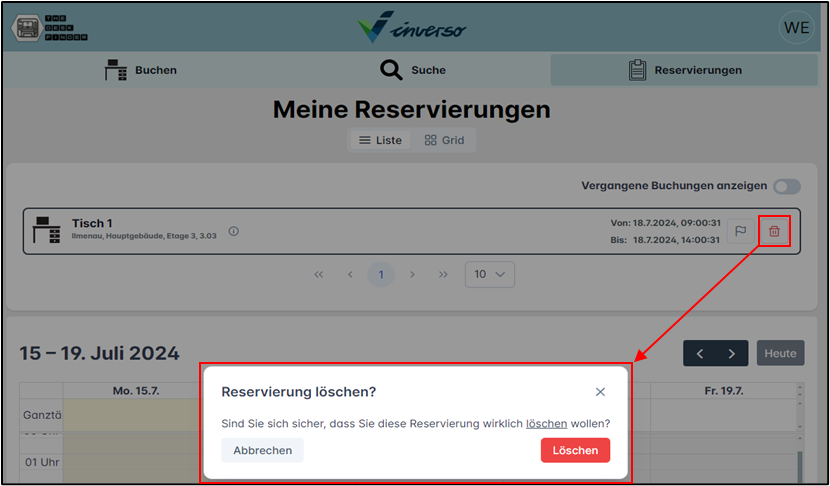 THE
DESK
FINDER
inverso
WE
Buchen
Suche
Reservierungen
Meine Reservierungen
Liste
Grid
Vergangene Buchungen anzeigen
Tisch 1
Ilmenau, Hauptgebäude, Etage 3, 3.03
Von: 18.7.2024, 09:00:31
Bis: 18.7.2024, 14:00:31
1
10
15 – 19. Juli 2024
Heute
Mo. 15.7.
Fr. 19.7.
Ganztä
01 Uhr
Reservierung löschen?
Sind Sie sich sicher, dass Sie diese Reservierung wirklich löschen wollen?
Abbrechen
Löschen